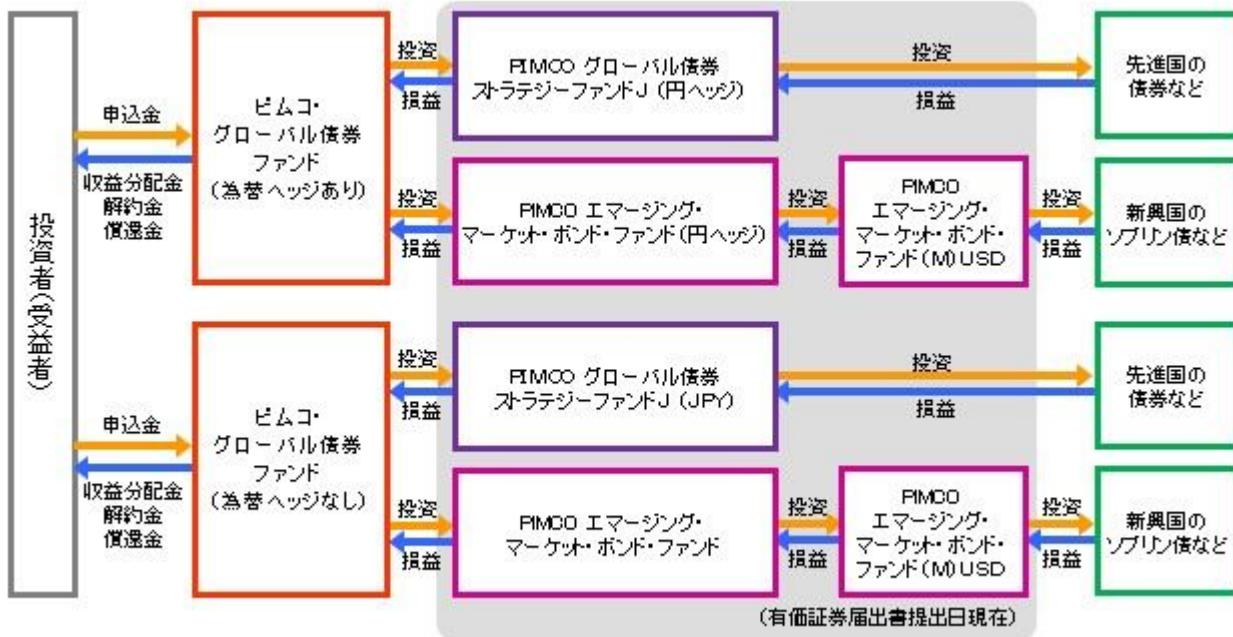 投資者(受益者)
申込金
収益分配金
解約金
償還金
ピムコ・
グローバル債券
ファンド
(為替ヘッジあり)
投資
損益
PIMCO グローバル債券
ストラテジーファンドJ (円ヘッジ)
投資
損益
先進国の
債券など
投資
損益
PIMCO エマージング・
マーケット・ボンド・ファンド(円ヘッジ)
投資
損益
PIMCO
エマージング・
マーケット・ボンド・
ファンド(M)USD
投資
損益
新興国の
ソブリン債など
申込金
収益分配金
解約金
償還金
ピムコ・
グローバル債券
ファンド
(為替ヘッジなし)
投資
損益
PIMCO グローバル債券
ストラテジーファンドJ (JPY)
投資
損益
先進国の
債券など
投資
損益
PIMCO エマージング・
マーケット・ボンド・ファンド
投資
損益
PIMCO
エマージング・
マーケット・ボンド・
ファンド(M)USD
投資
損益
新興国の
ソブリン債など
(有価証券届出書提出日現在)